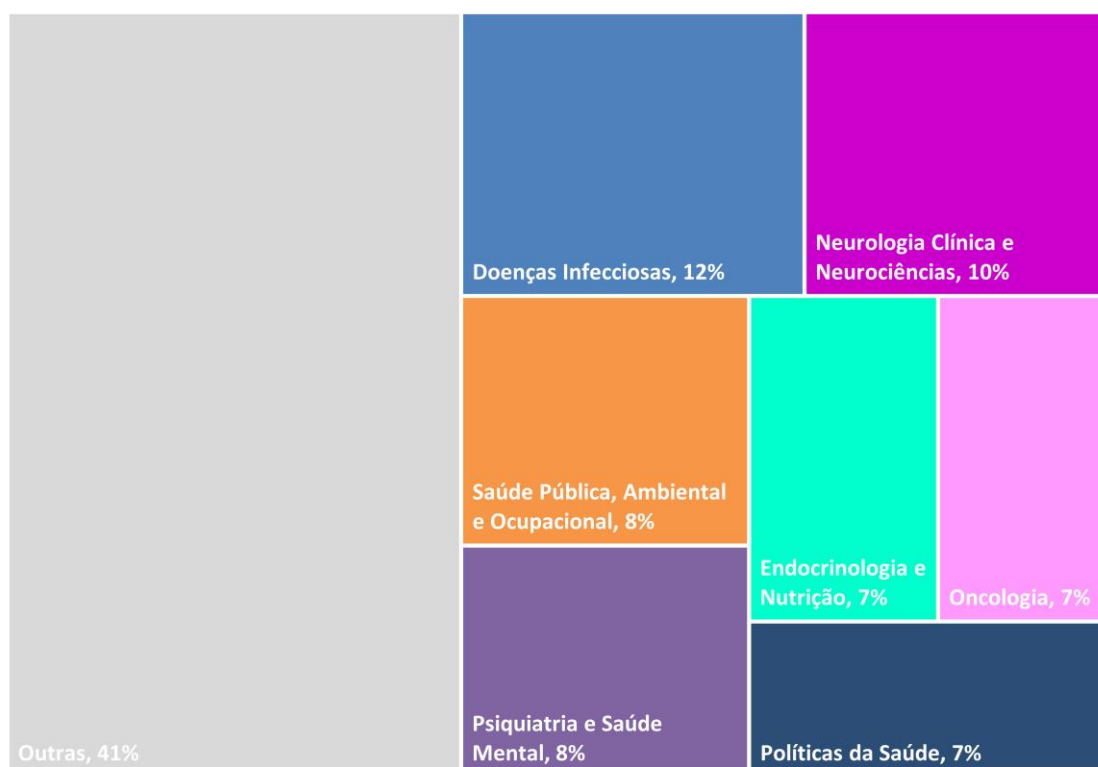 Doenças Infecciosas, 12%
Neurologia Clínica e
Neurociências, 10%
Saúde Pública, Ambiental
e Ocupacional, 8%
Endocrinologia e
Nutrição, 7%
Oncologia, 7%
Psiquiatria e Saúde
Mental, 8%
Políticas da Saúde, 7%
Outras, 41%